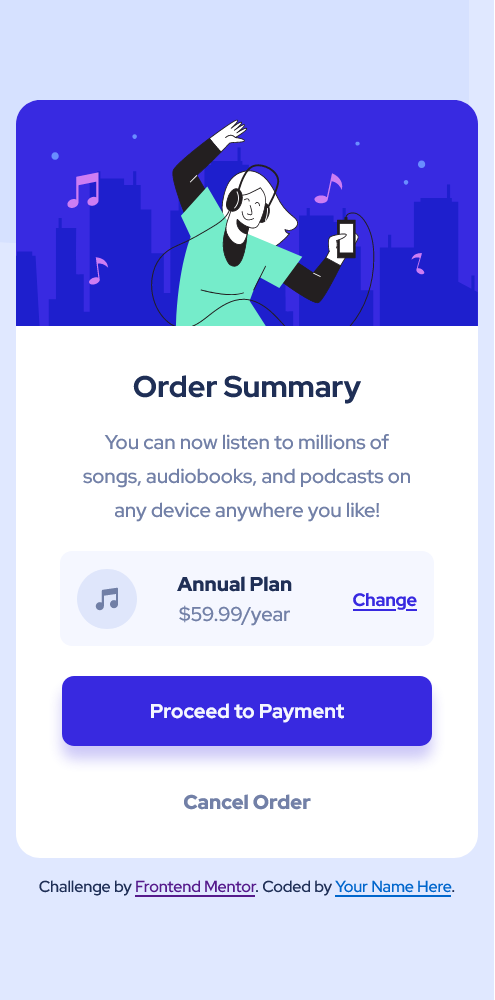 Order Summary
You can now listen to millions of
songs, audiobooks, and podcasts on
any device anywhere you like!
Annual Plan
$59.99/year
Change
Proceed to Payment
Cancel Order
Challenge by Frontend Mentor. Coded by Your Name Here.